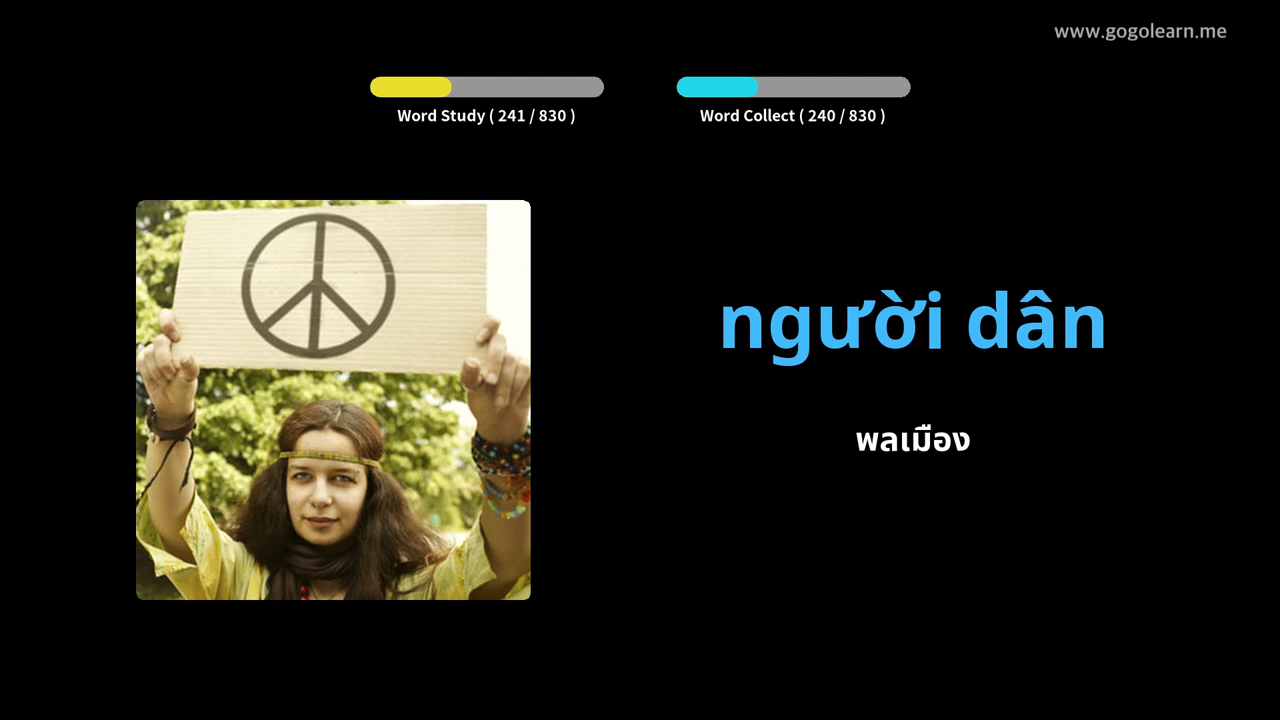 www.gogolearn.me
Word Study ( 241 / 830 )
Word Collect ( 240 / 830 )
người dân
พลเมือง